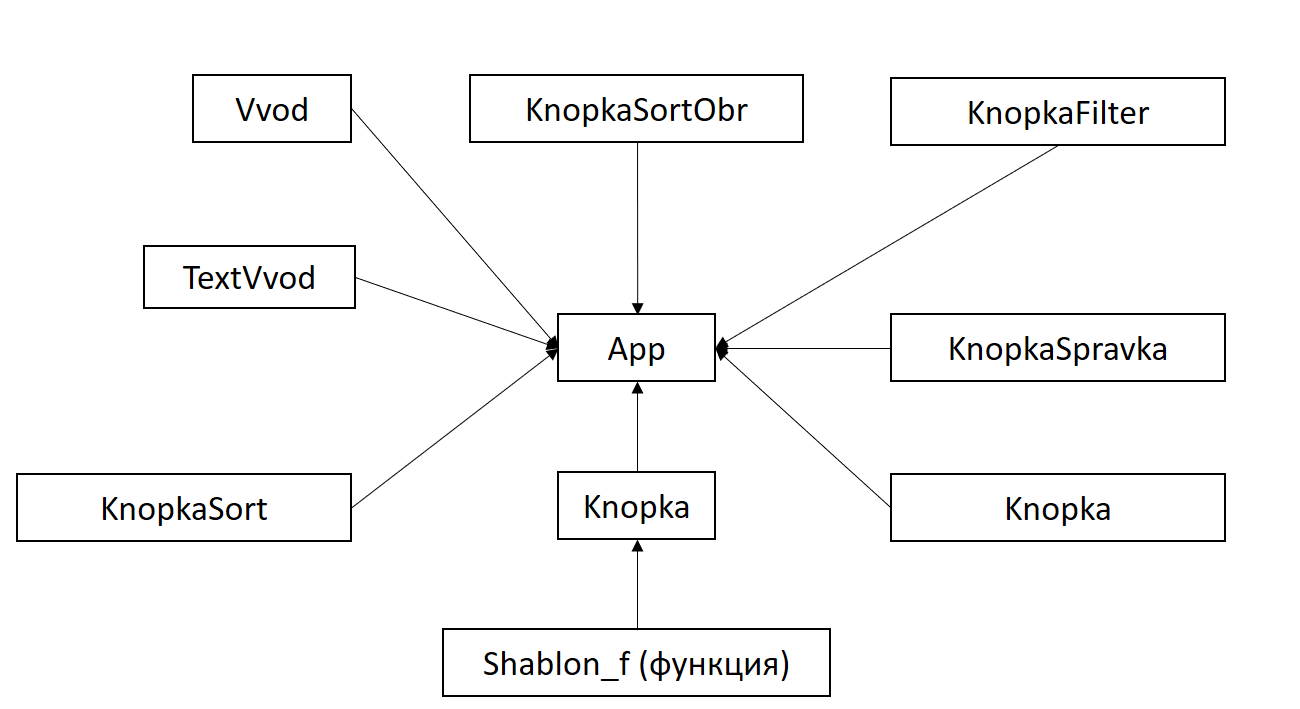 Vvod
KnopkaSortObr
KnopkaFilter
TextVvod
App
KnopkaSpravka
KnopkaSort
Knopka
Knopka
Shablon_f (функция)